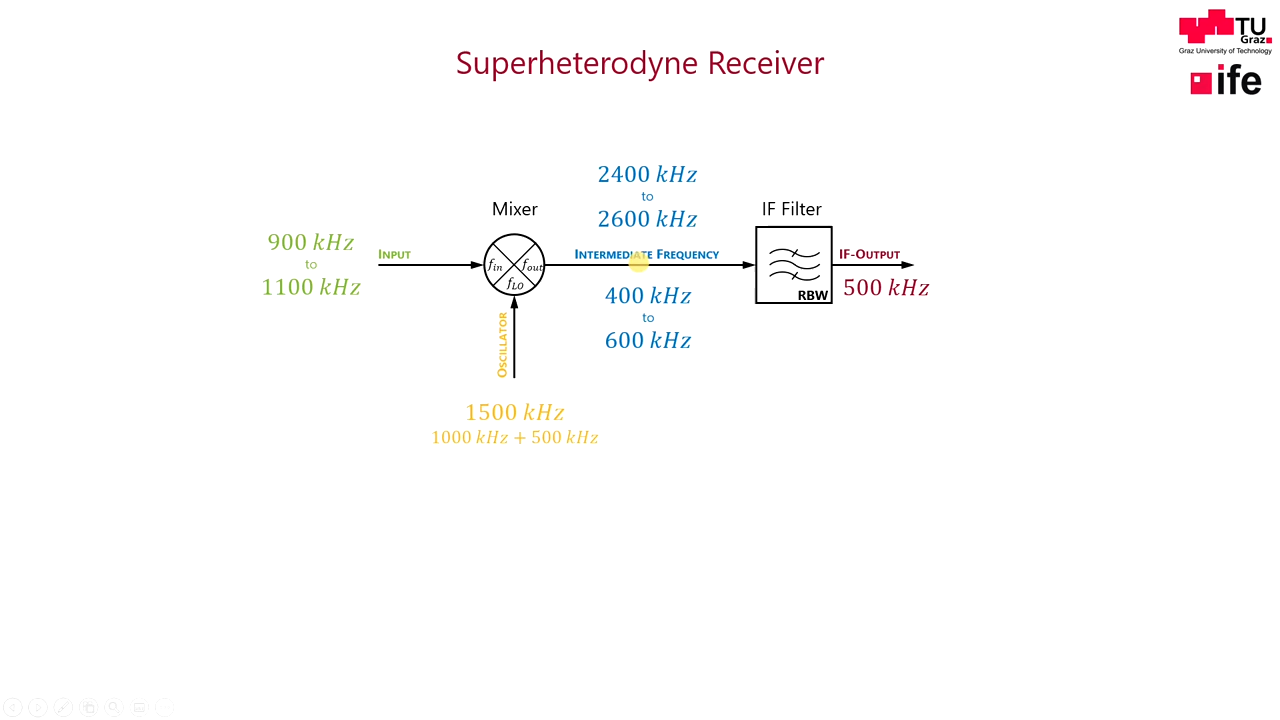 Superheterodyne Receiver
TU
Graz
Graz University of Technology
ife
2400 kHz
to
2600 kHz
Mixer
IF Filter
900 kHz
to
1100 kHz
INPUT
f_in
f_out
f_LO
INTERMEDIATE FREQUENCY
RBW
IF-OUTPUT
500 kHz
400 kHz
to
600 kHz
OSCILLATOR
1500 kHz
1000 kHz + 500 kHz